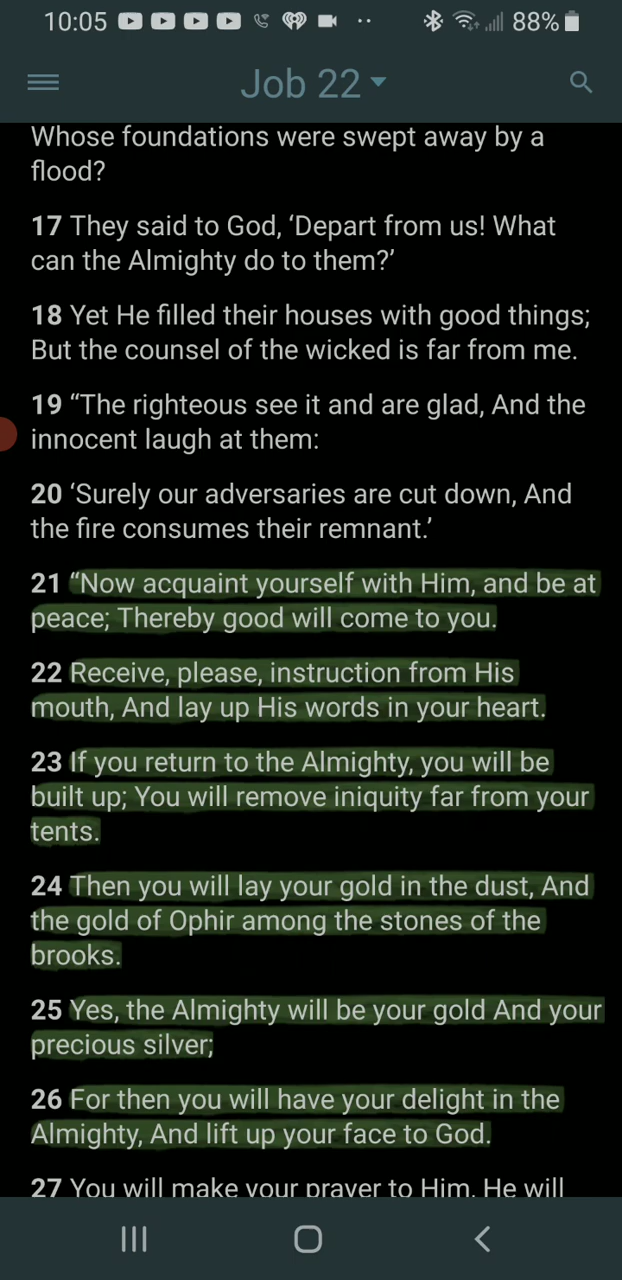 10:05
88%
Job 22
Whose foundations were swept away by a
flood?
17 They said to God, ‘Depart from us! What
can the Almighty do to them?’
18 Yet He filled their houses with good things;
But the counsel of the wicked is far from me.
19 “The righteous see it and are glad, And the
innocent laugh at them:
20 ‘Surely our adversaries are cut down, And
the fire consumes their remnant.’
21 “Now acquaint yourself with Him, and be at
peace; Thereby good will come to you.
22 Receive, please, instruction from His
mouth, And lay up His words in your heart.
23 If you return to the Almighty, you will be
built up; You will remove iniquity far from your
tents.
24 Then you will lay your gold in the dust, And
the gold of Ophir among the stones of the
brooks.
25 Yes, the Almighty will be your gold And your
precious silver;
26 For then you will have your delight in the
Almighty, And lift up your face to God.
27 You will make your prayer to Him, He will